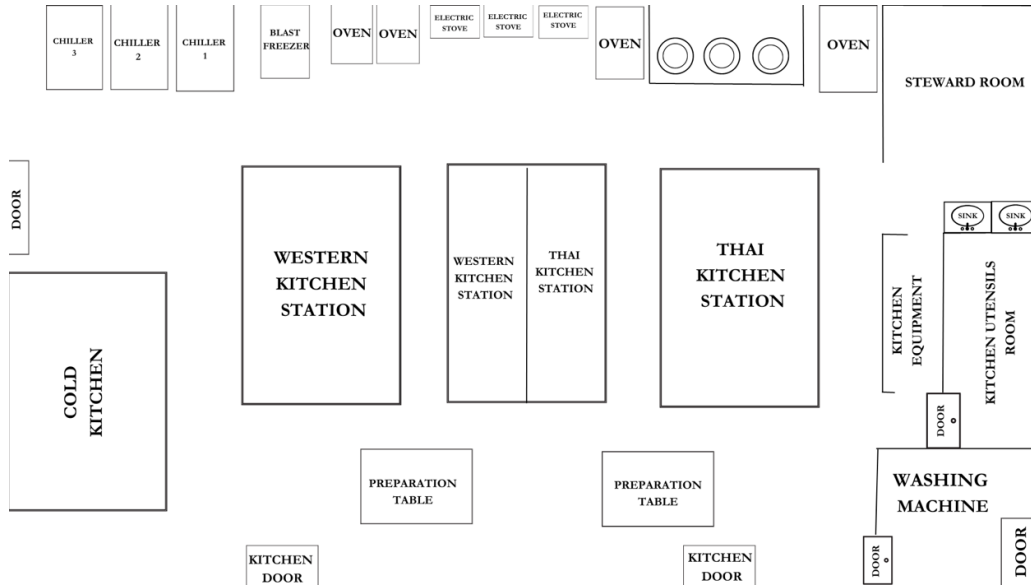 CHILLER
3
CHILLER
2
CHILLER
1
BLAST
FREEZER
OVEN
OVEN
ELECTRIC
STOVE
ELECTRIC
STOVE
ELECTRIC
STOVE
OVEN
OVEN
STEWARD ROOM
DOOR
WESTERN
KITCHEN
STATION
WESTERN
KITCHEN
STATION
THAI
KITCHEN
STATION
THAI
KITCHEN
STATION
SINK
SINK
KITCHEN
EQUIPMENT
KITCHEN UTENSILS
ROOM
COLD
KITCHEN
DOOR
PREPARATION
TABLE
PREPARATION
TABLE
WASHING
MACHINE
KITCHEN
DOOR
KITCHEN
DOOR
DOOR
DOOR